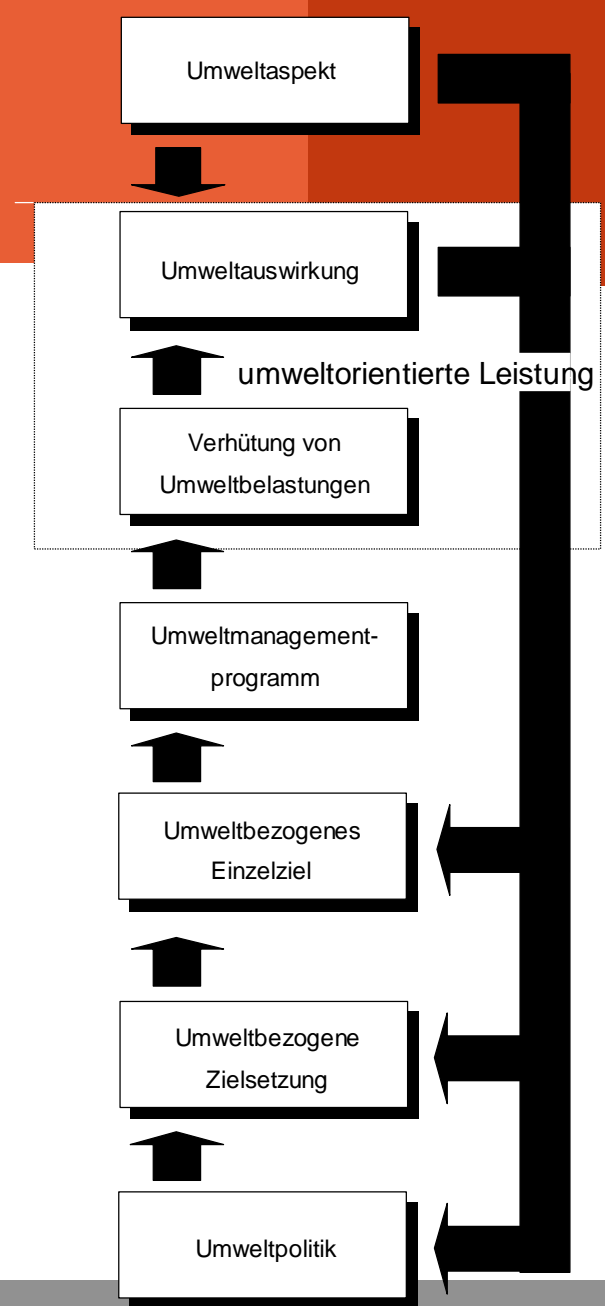 Umweltaspekt
Umweltauswirkung
umweltorientierte Leistung
Verhütung von
Umweltbelastungen
Umweltmanagement-
programm
Umweltbezogenes
Einzelziel
Umweltbezogene
Zielsetzung
Umweltpolitik